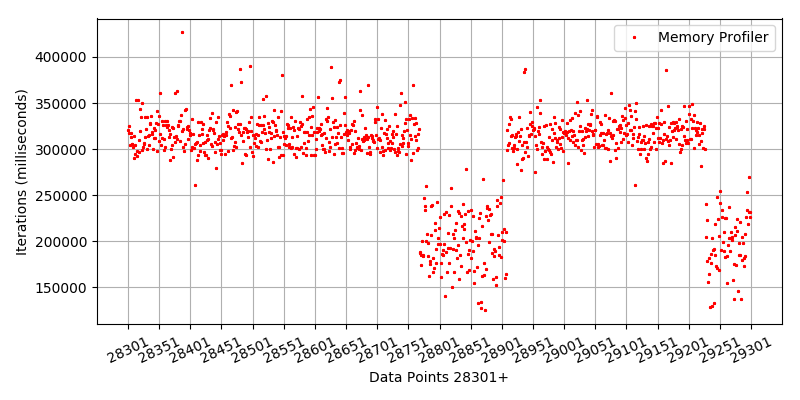 Memory Profiler
Iterations (milliseconds)
400000
350000
300000
250000
200000
150000
28301 28351 28401 28451 28501 28551 28601 28651 28701 28751 28801 28851 28901 28951 29001 29051 29101 29151 29201 29251 29301
Data Points 28301+